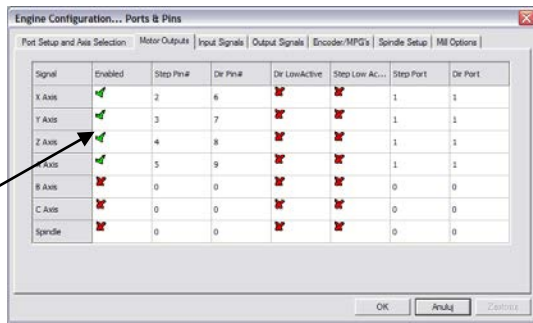 Engine Configuration... Ports & Pins
Port Setup and Axis Selection Motor Outputs Input Signals Output Signals Encoder/MPG's Spindle Setup Mill Options
Signal Enabled Step Pin# Dir Pin# Dir LowActive Step Low Ac... Step Port Dir Port
X Axis 2 6 1 1
Y Axis 3 7 1 1
Z Axis 4 8 1 1
Axis 5 9 1 1
B Axis 0 0 0 0
C Axis 0 0 0 0
Spindle 0 0 0 0
OK Anuluj Zastosuj